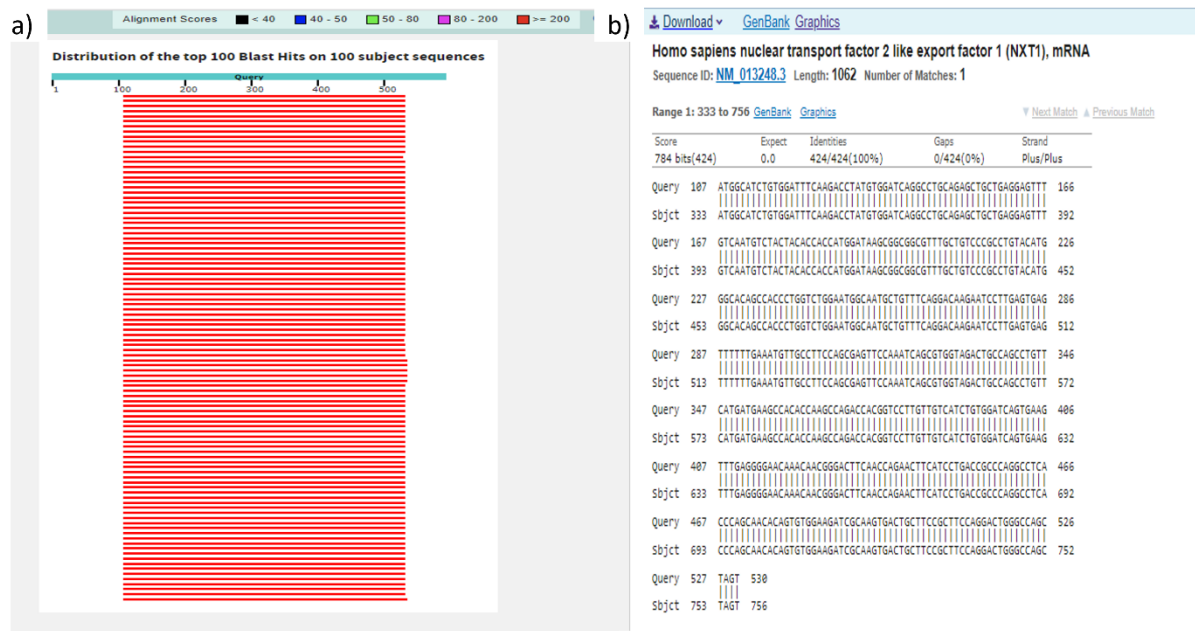 a)
Alignment Scores < 40 40 - 50 50 - 80 80 - 200 >= 200
Distribution of the top 100 Blast Hits on 100 subject sequences
Query
1 100 200 300 400 500
b)
Download GenBank Graphics
Homo sapiens nuclear transport factor 2 like export factor 1 (NXT1), mRNA
Sequence ID: NM_013248.3 Length: 1062 Number of Matches: 1
Range 1: 333 to 756 GenBank Graphics Next Match Previous Match
Score Expect Identities Gaps Strand
784 bits(424) 0.0 424/424(100%) 0/424(0%) Plus/Plus
Query 107 ATGGCATCTGTGGATTTCAAGACCTATGTGGATCAGGCCTGCAGAGCTGCTGAGGAGTTT 166
Sbjct 333 ATGGCATCTGTGGATTTCAAGACCTATGTGGATCAGGCCTGCAGAGCTGCTGAGGAGTTT 392
Query 167 GTCAATGTCTACTACACCACCATGGATAAGCGGCGGCGTTTGCTGTCCCGCCTGTACATG 226
Sbjct 393 GTCAATGTCTACTACACCACCATGGATAAGCGGCGGCGTTTGCTGTCCCGCCTGTACATG 452
Query 227 GGCACAGCCACCCTGGTCTGGAATGGCAATGCTGTTTCAGGACAAGAATCCTTGAGTGAG 286
Sbjct 453 GGCACAGCCACCCTGGTCTGGAATGGCAATGCTGTTTCAGGACAAGAATCCTTGAGTGAG 512
Query 287 TTTTTTGAAATGTTGCCTTCCAGCGAGTTCCAAATCAGCGTGGTAGACTGCCAGCCTGTT 346
Sbjct 513 TTTTTTGAAATGTTGCCTTCCAGCGAGTTCCAAATCAGCGTGGTAGACTGCCAGCCTGTT 572
Query 347 CATGATGAAGCCACACCAAGCCAGACCACGGTCCTTGTTGTCATCTGTGGATCAGTGAAG 406
Sbjct 573 CATGATGAAGCCACACCAAGCCAGACCACGGTCCTTGTTGTCATCTGTGGATCAGTGAAG 632
Query 407 TTTGAGGGGAACAAACAACGGGACTTCAACCAGAACTTCATCCTGACCGCCCAGGCCTCA 466
Sbjct 633 TTTGAGGGGAACAAACAACGGGACTTCAACCAGAACTTCATCCTGACCGCCCAGGCCTCA 692
Query 467 CCCAGCAACACAGTGTGGAAGATCGCAAGTGACTGCTTCCGCTTCCAGGACTGGGCCAGC 526
Sbjct 693 CCCAGCAACACAGTGTGGAAGATCGCAAGTGACTGCTTCCGCTTCCAGGACTGGGCCAGC 752
Query 527 TAGT 530
Sbjct 753 TAGT 756